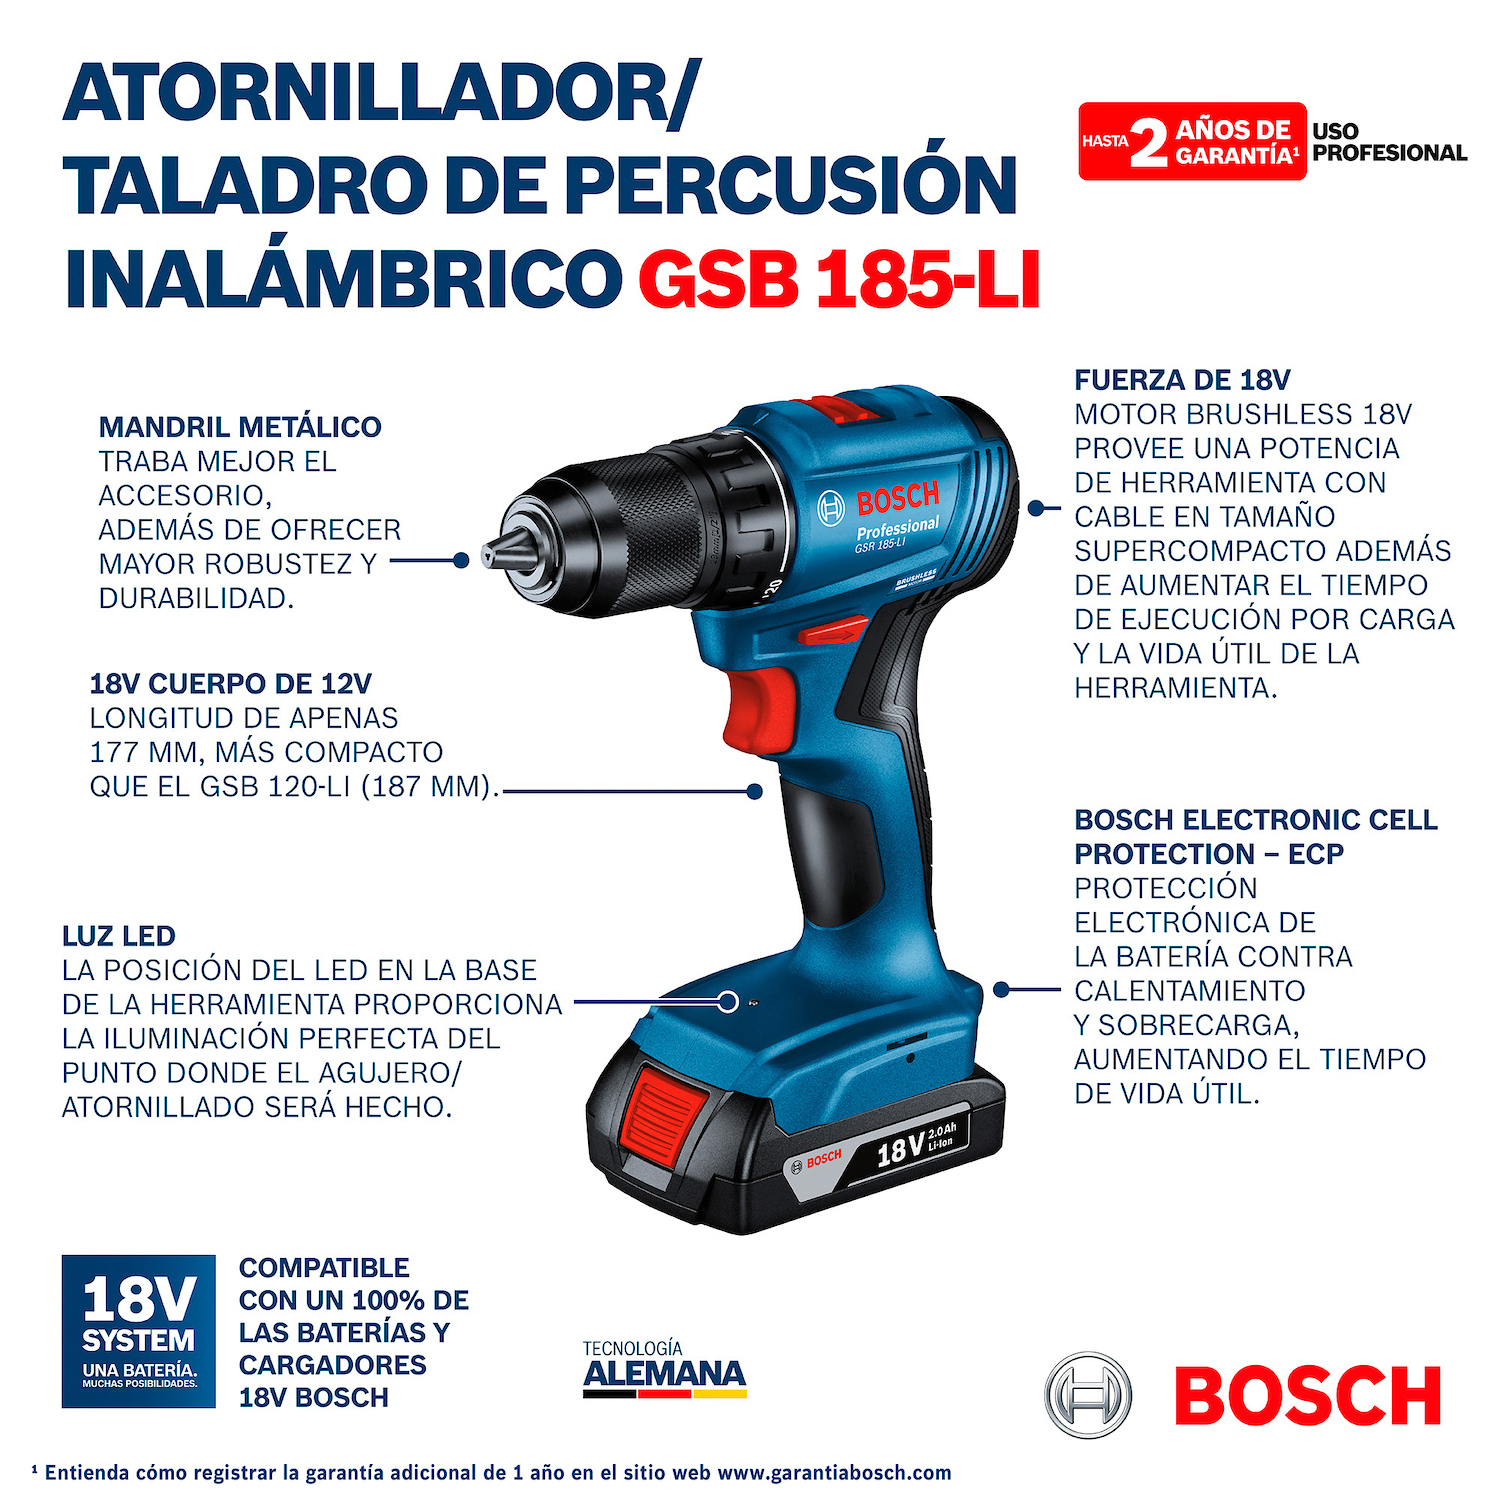 ATORNILLADOR/
TALADRO DE PERCUSIÓN
INALÁMBRICO GSB 185-LI
HASTA 2 AÑOS DE
GARANTÍA¹
USO
PROFESIONAL
MANDRIL METÁLICO
TRABA MEJOR EL
ACCESORIO,
ADEMÁS DE OFRECER
MAYOR ROBUSTEZ Y
DURABILIDAD.
18V CUERPO DE 12V
LONGITUD DE APENAS
177 MM, MÁS COMPACTO
QUE EL GSB 120-LI (187 MM).
LUZ LED
LA POSICIÓN DEL LED EN LA BASE
DE LA HERRAMIENTA PROPORCIONA
LA ILUMINACIÓN PERFECTA DEL
PUNTO DONDE EL AGUJERO/
ATORNILLADO SERÁ HECHO.
FUERZA DE 18V
MOTOR BRUSHLESS 18V
PROVEE UNA POTENCIA
DE HERRAMIENTA CON
CABLE EN TAMAÑO
SUPERCOMPACTO ADEMÁS
DE AUMENTAR EL TIEMPO
DE EJECUCIÓN POR CARGA
Y LA VIDA ÚTIL DE LA
HERRAMIENTA.
BOSCH ELECTRONIC CELL
PROTECTION – ECP
PROTECCIÓN
ELECTRÓNICA DE
LA BATERÍA CONTRA
CALENTAMIENTO
Y SOBRECARGA,
AUMENTANDO EL TIEMPO
DE VIDA ÚTIL.
BOSCH
Professional
GSR 185-LI
BRUSHLESS
20
BOSCH
18V 2.0Ah
Li-Ion
18V
SYSTEM
UNA BATERÍA.
MUCHAS POSIBILIDADES.
COMPATIBLE
CON UN 100% DE
LAS BATERÍAS Y
CARGADORES
18V BOSCH
TECNOLOGÍA
ALEMANA
BOSCH
¹ Entienda cómo registrar la garantía adicional de 1 año en el sitio web www.garantiabosch.com